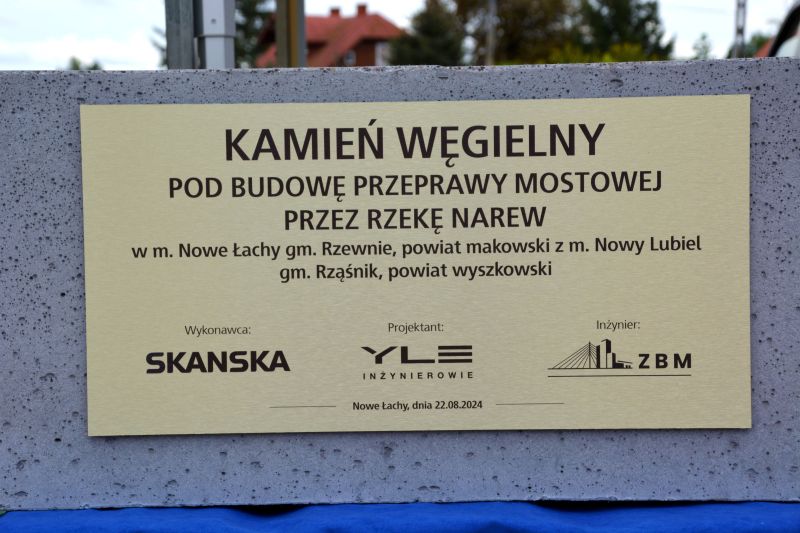 KAMIEŃ WĘGIELNY
POD BUDOWĘ PRZEPRAWY MOSTOWEJ
PRZEZ RZEKĘ NAREW
w m. Nowe Łachy gm. Rzewnie, powiat makowski z m. Nowy Lubiel
gm. Rząśnik, powiat wyszkowski
Wykonawca:
SKANSKA
Projektant:
YLE
INŻYNIEROWIE
Inżynier:
ZBM
Nowe Łachy, dnia 22.08.2024